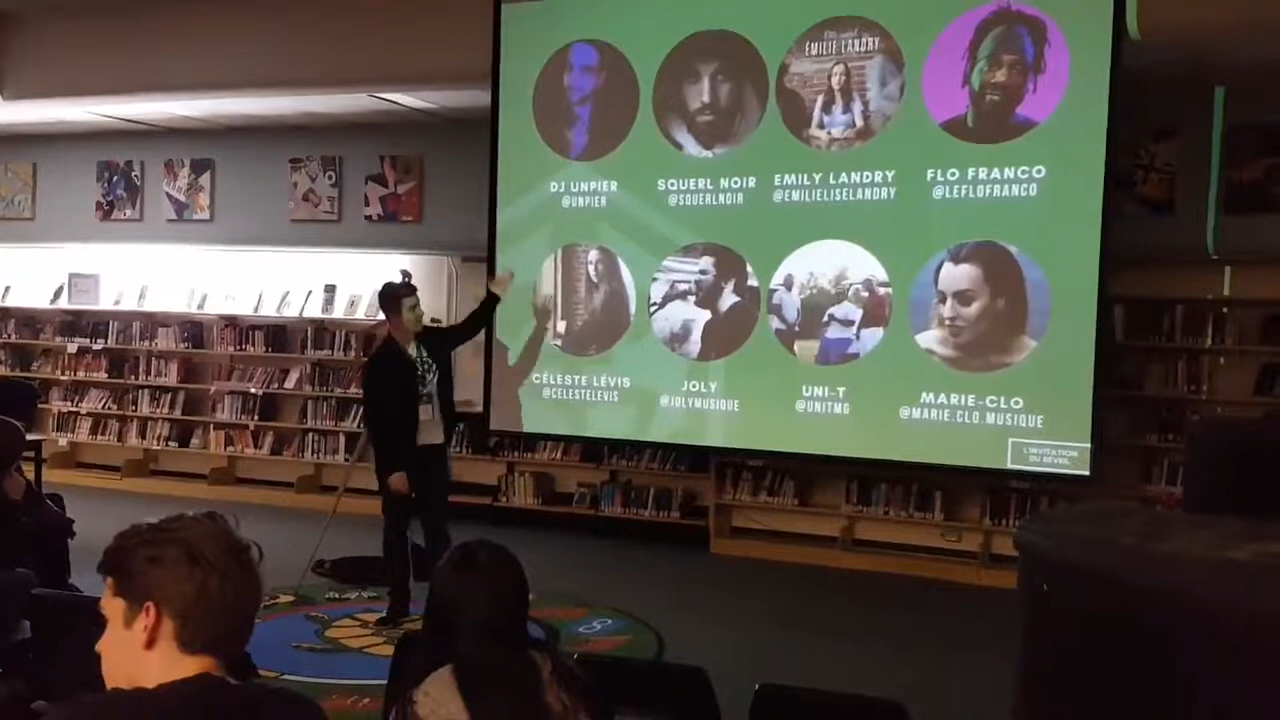 ÉMILIE LANDRY
DJ UNPIER
@UNPIER
SQUERL NOIR
@SQUERLNOIR
EMILY LANDRY
@EMILIELISELANDRY
FLO FRANCO
@LEFLOFRANCO
CÉLESTE LÉVIS
@CELESTELEVIS
JOLY
@JOLYMUSIQUE
UNI-T
@UNITMG
MARIE-CLO
@MARIE.CLO.MUSIQUE
L'INVITATION
DU RÉVEIL
8